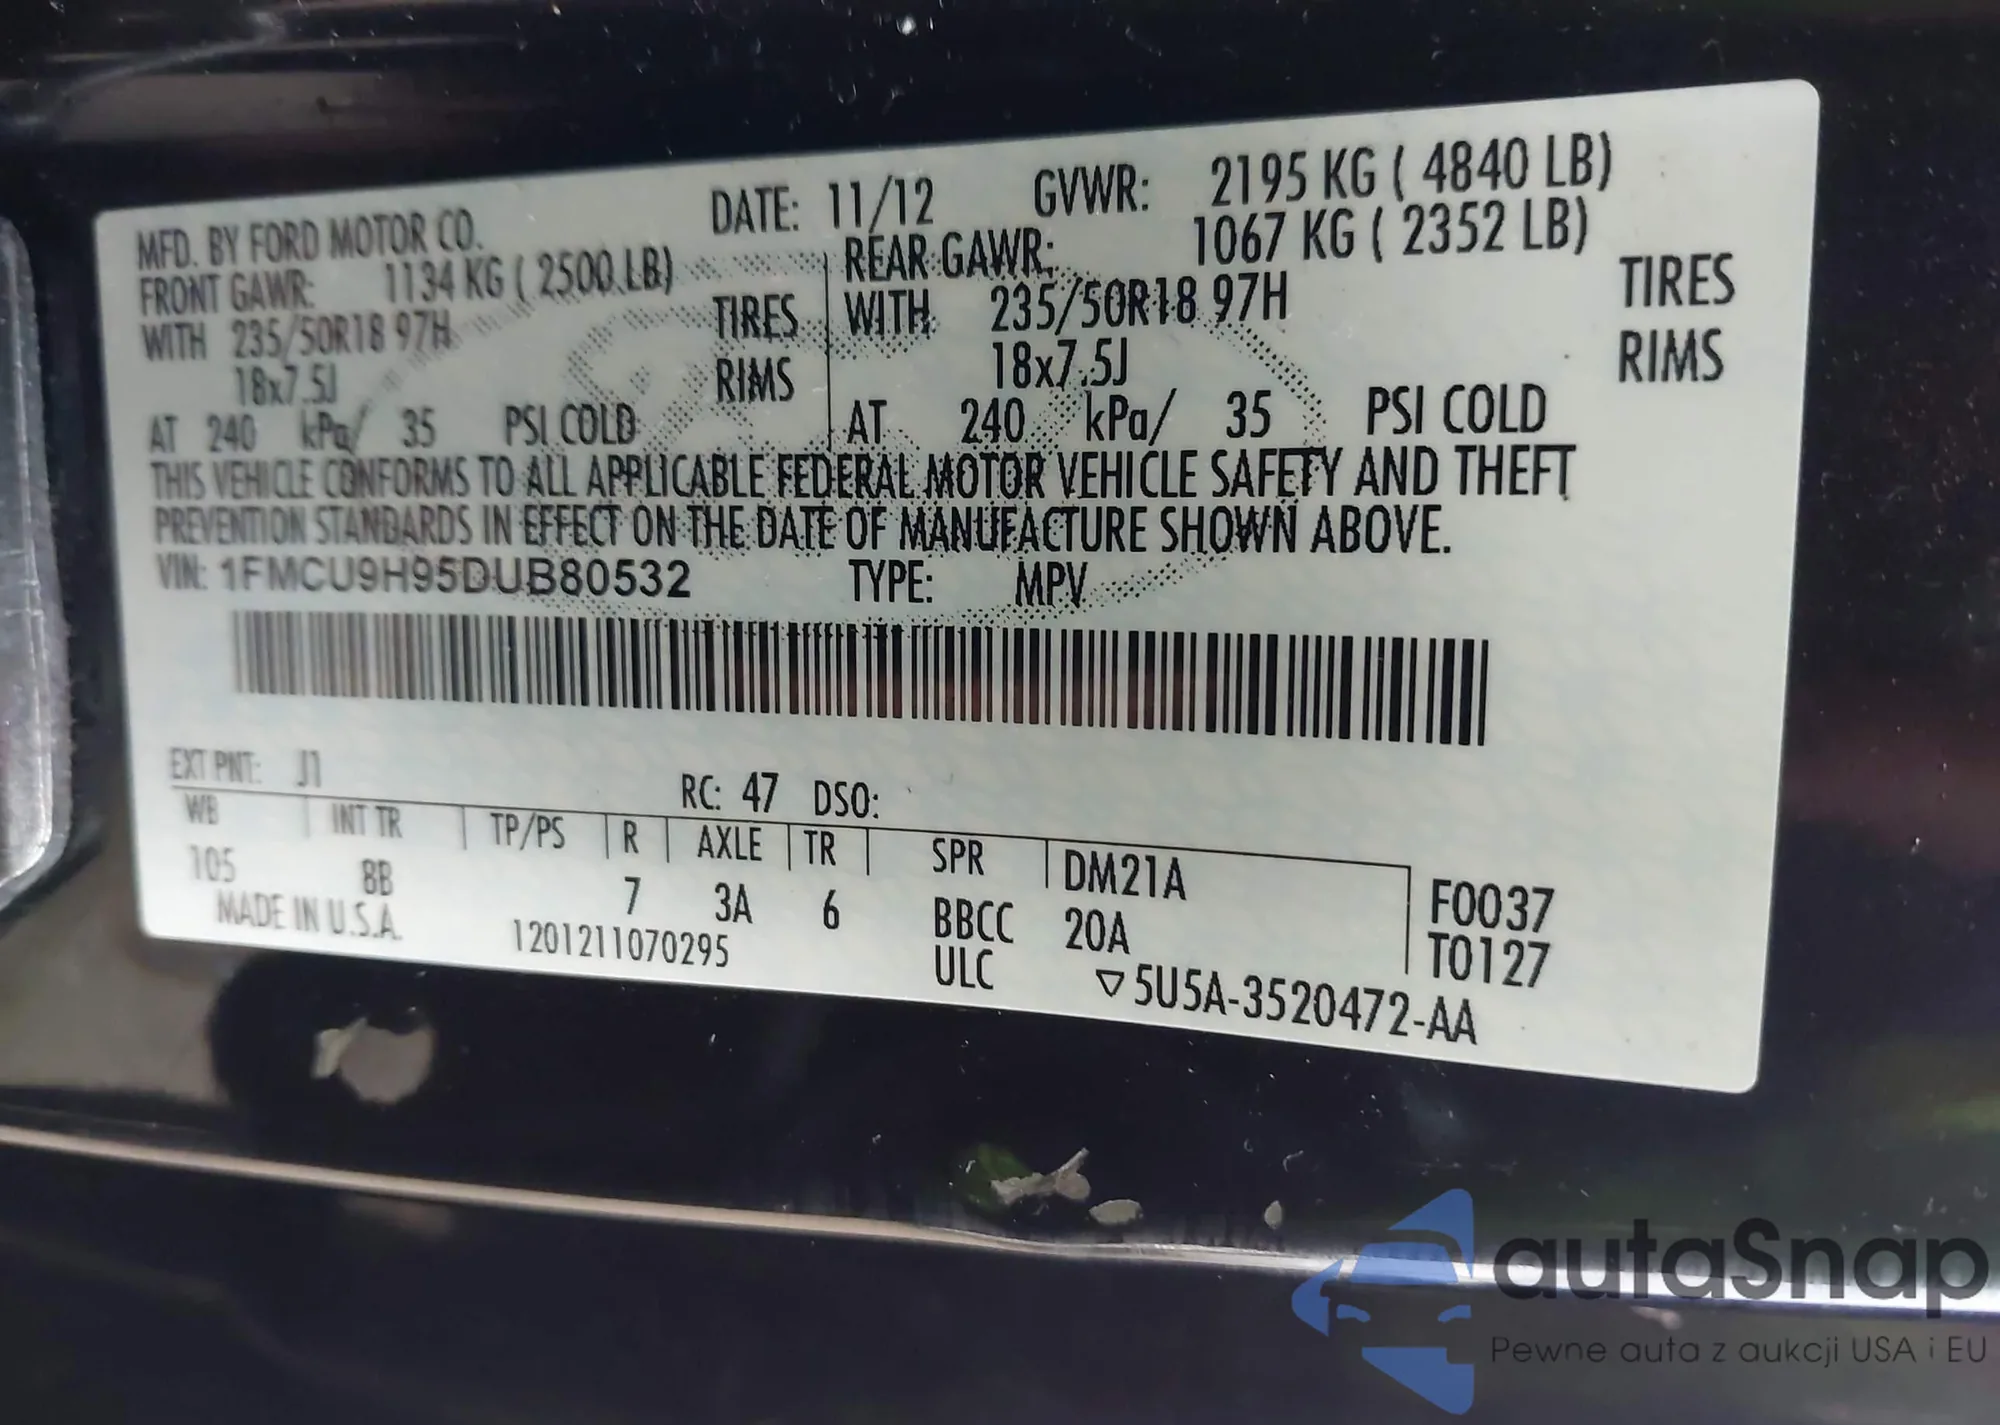 MFD. BY FORD MOTOR CO. DATE: 11/12 GVWR: 2195 KG ( 4840 LB)
FRONT GAWR: 1134 KG ( 2500 LB) REAR GAWR: 1067 KG ( 2352 LB)
WITH 235/50R18 97H TIRES WITH 235/50R18 97H TIRES
18x7.5J RIMS 18x7.5J RIMS
AT 240 kPa/ 35 PSI COLD AT 240 kPa/ 35 PSI COLD
THIS VEHICLE CONFORMS TO ALL APPLICABLE FEDERAL MOTOR VEHICLE SAFETY AND THEFT
PREVENTION STANDARDS IN EFFECT ON THE DATE OF MANUFACTURE SHOWN ABOVE.
VIN: 1FMCU9H95DUB80532 TYPE: MPV
EXT PNT: J1 RC: 47 DSO:
WB INT TR TP/PS R AXLE TR SPR DM21A F0037
105 8B 7 3A 6 BBCC 20A T0127
MADE IN U.S.A. 1201211070295 ULC ▽5U5A-3520472-AA
autaSnap
Pewne auta z aukcji USA i EU